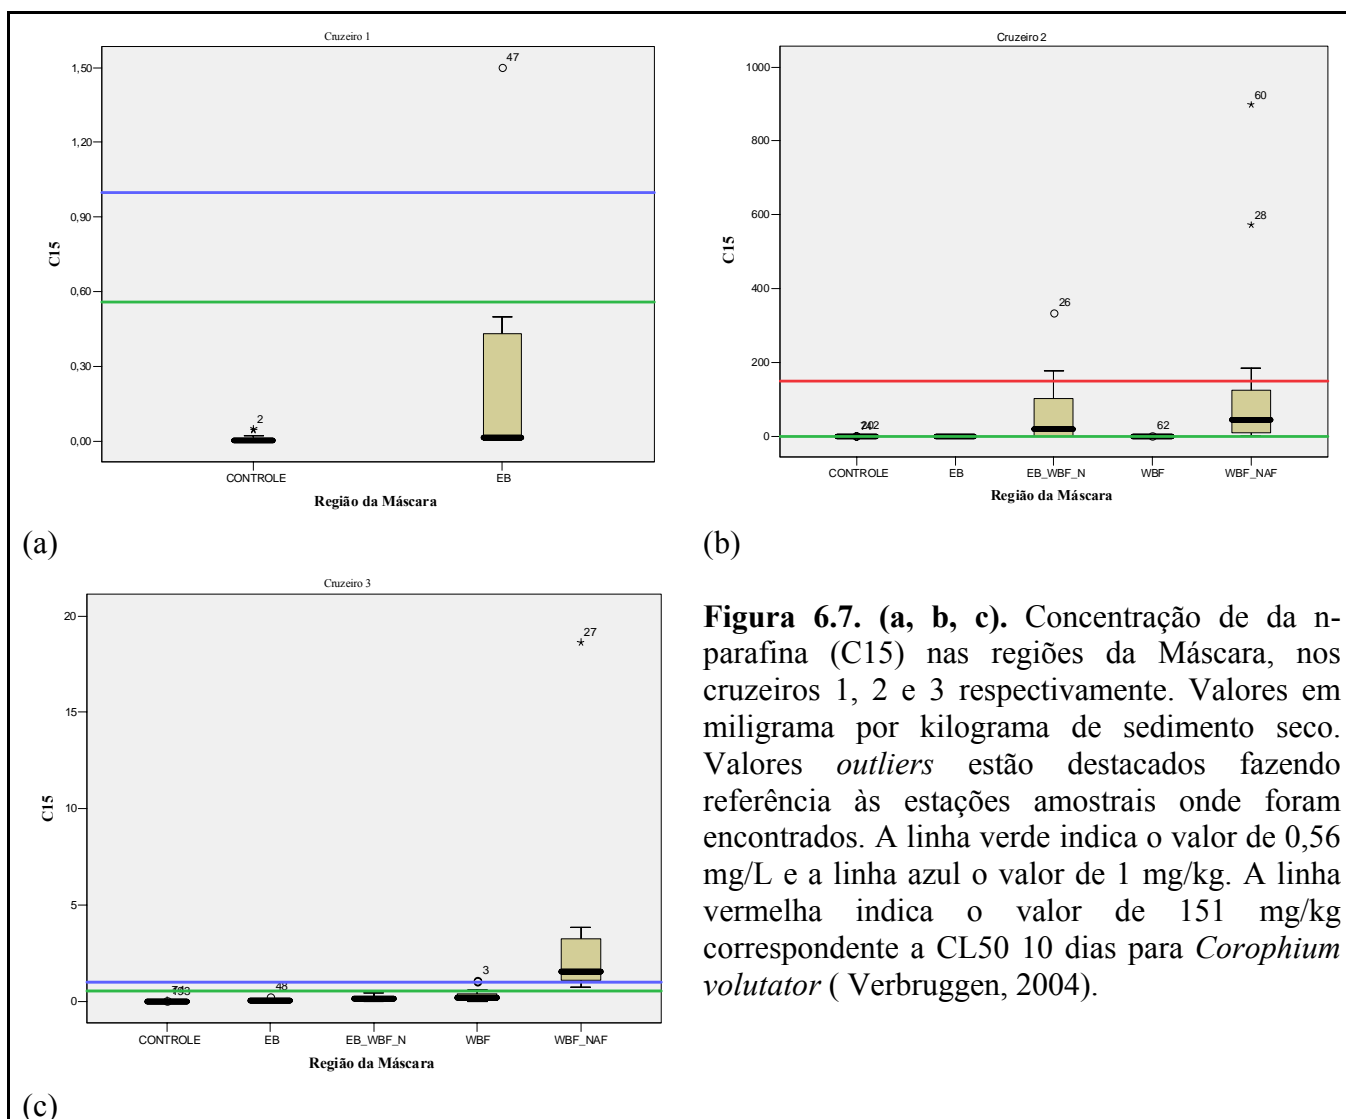 Cruzeiro 1
1,50
1,20
0,90
0,60
0,30
0,00
C15
47
2
CONTROLE
EB
Região da Máscara
(a)
Cruzeiro 2
1000
800
600
400
200
0
C15
60
28
26
62
CONTROLE
EB
EB_WBF_N
WBF
WBF_NAF
Região da Máscara
(b)
Cruzeiro 3
20
15
10
5
0
C15
27
3
48
CONTROLE
EB
EB_WBF_N
WBF
WBF_NAF
Região da Máscara
(c)
Figura 6.7. (a, b, c). Concentração de da n-
parafina (C15) nas regiões da Máscara, nos
cruzeiros 1, 2 e 3 respectivamente. Valores em
miligrama por kilograma de sedimento seco.
Valores outliers estão destacados fazendo
referência às estações amostrais onde foram
encontrados. A linha verde indica o valor de 0,56
mg/L e a linha azul o valor de 1 mg/kg. A linha
vermelha indica o valor de 151 mg/kg
correspondente a CL50 10 dias para Corophium
volutator ( Verbruggen, 2004).